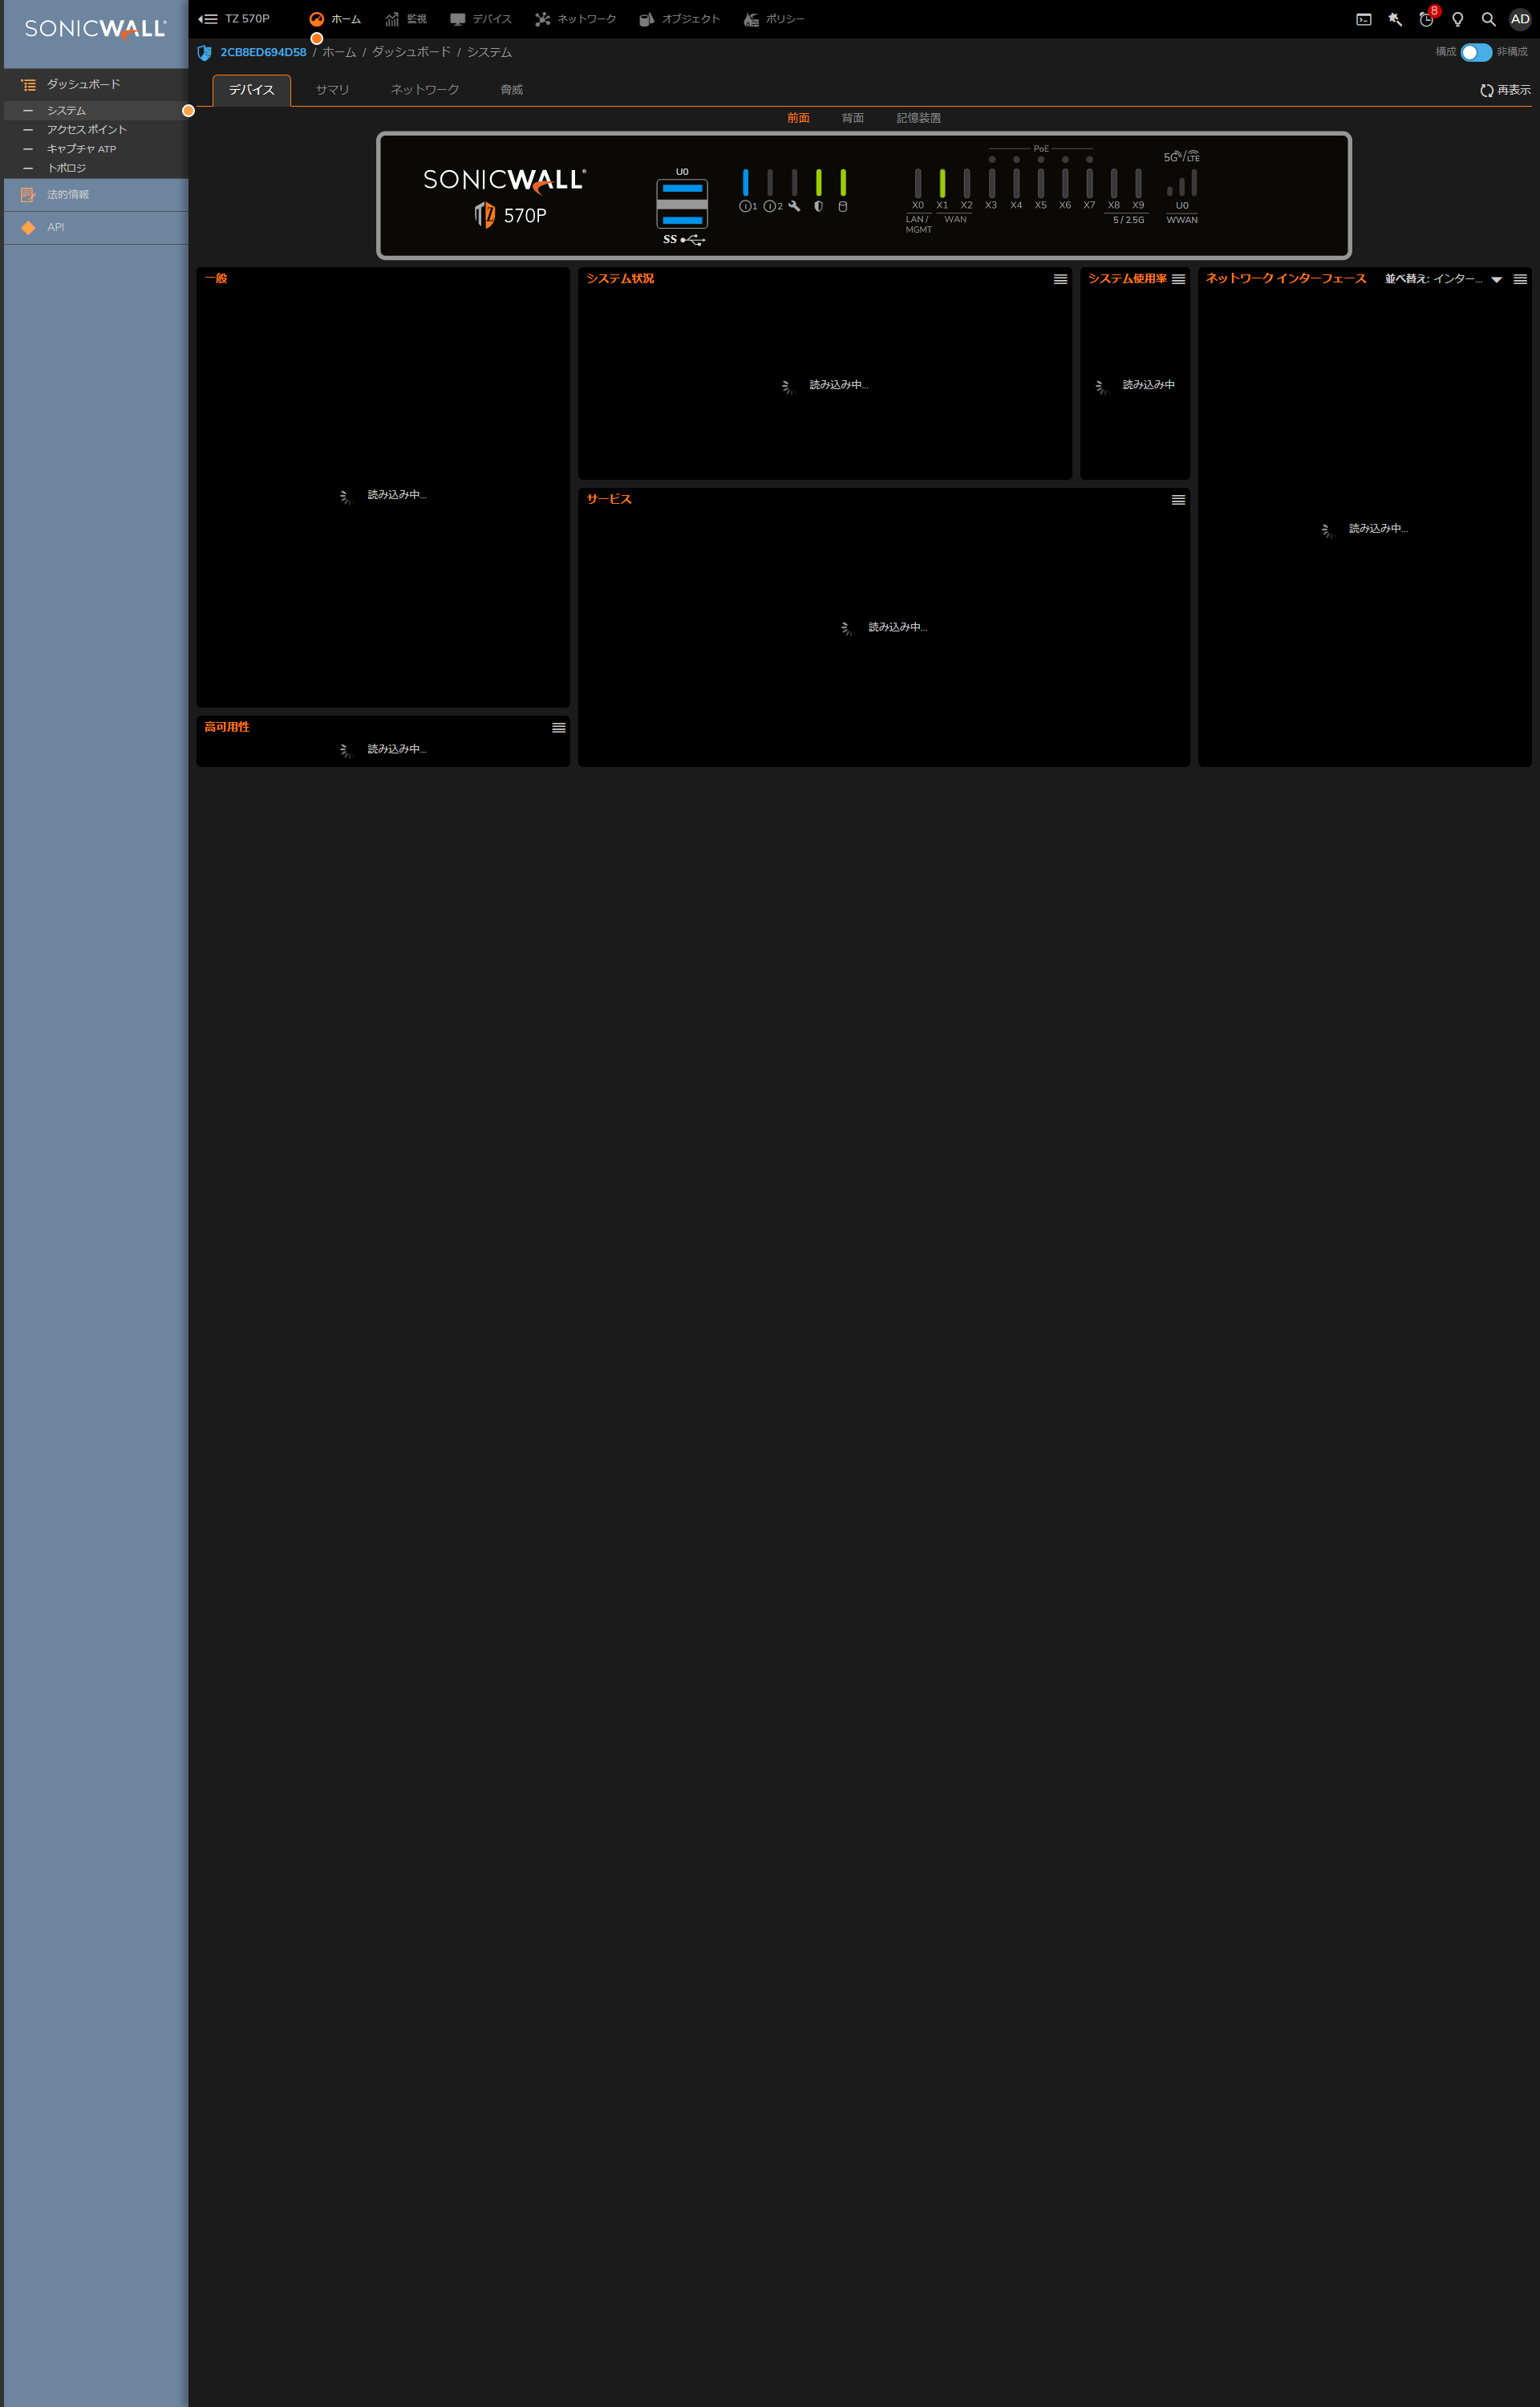 SONICWALL
TZ 570P
ホーム
監視
デバイス
ネットワーク
オブジェクト
ポリシー
8
AD
2CB8ED694D58 / ホーム / ダッシュボード / システム
構成
非構成
ダッシュボード
システム
アクセス ポイント
キャプチャ ATP
トポロジ
法的情報
API
デバイス
サマリ
ネットワーク
脅威
再表示
前面
背面
記憶装置
SONICWALL
TZ 570P
U0
SS
1
2
PoE
5G/LTE
X0
X1
X2
X3
X4
X5
X6
X7
X8
X9
U0
LAN /
MGMT
WAN
5 / 2.5G
WWAN
一般
読み込み中...
システム状況
読み込み中...
システム使用率
読み込み中
ネットワーク インターフェース
並べ替え: インター...
読み込み中...
サービス
読み込み中...
高可用性
読み込み中...